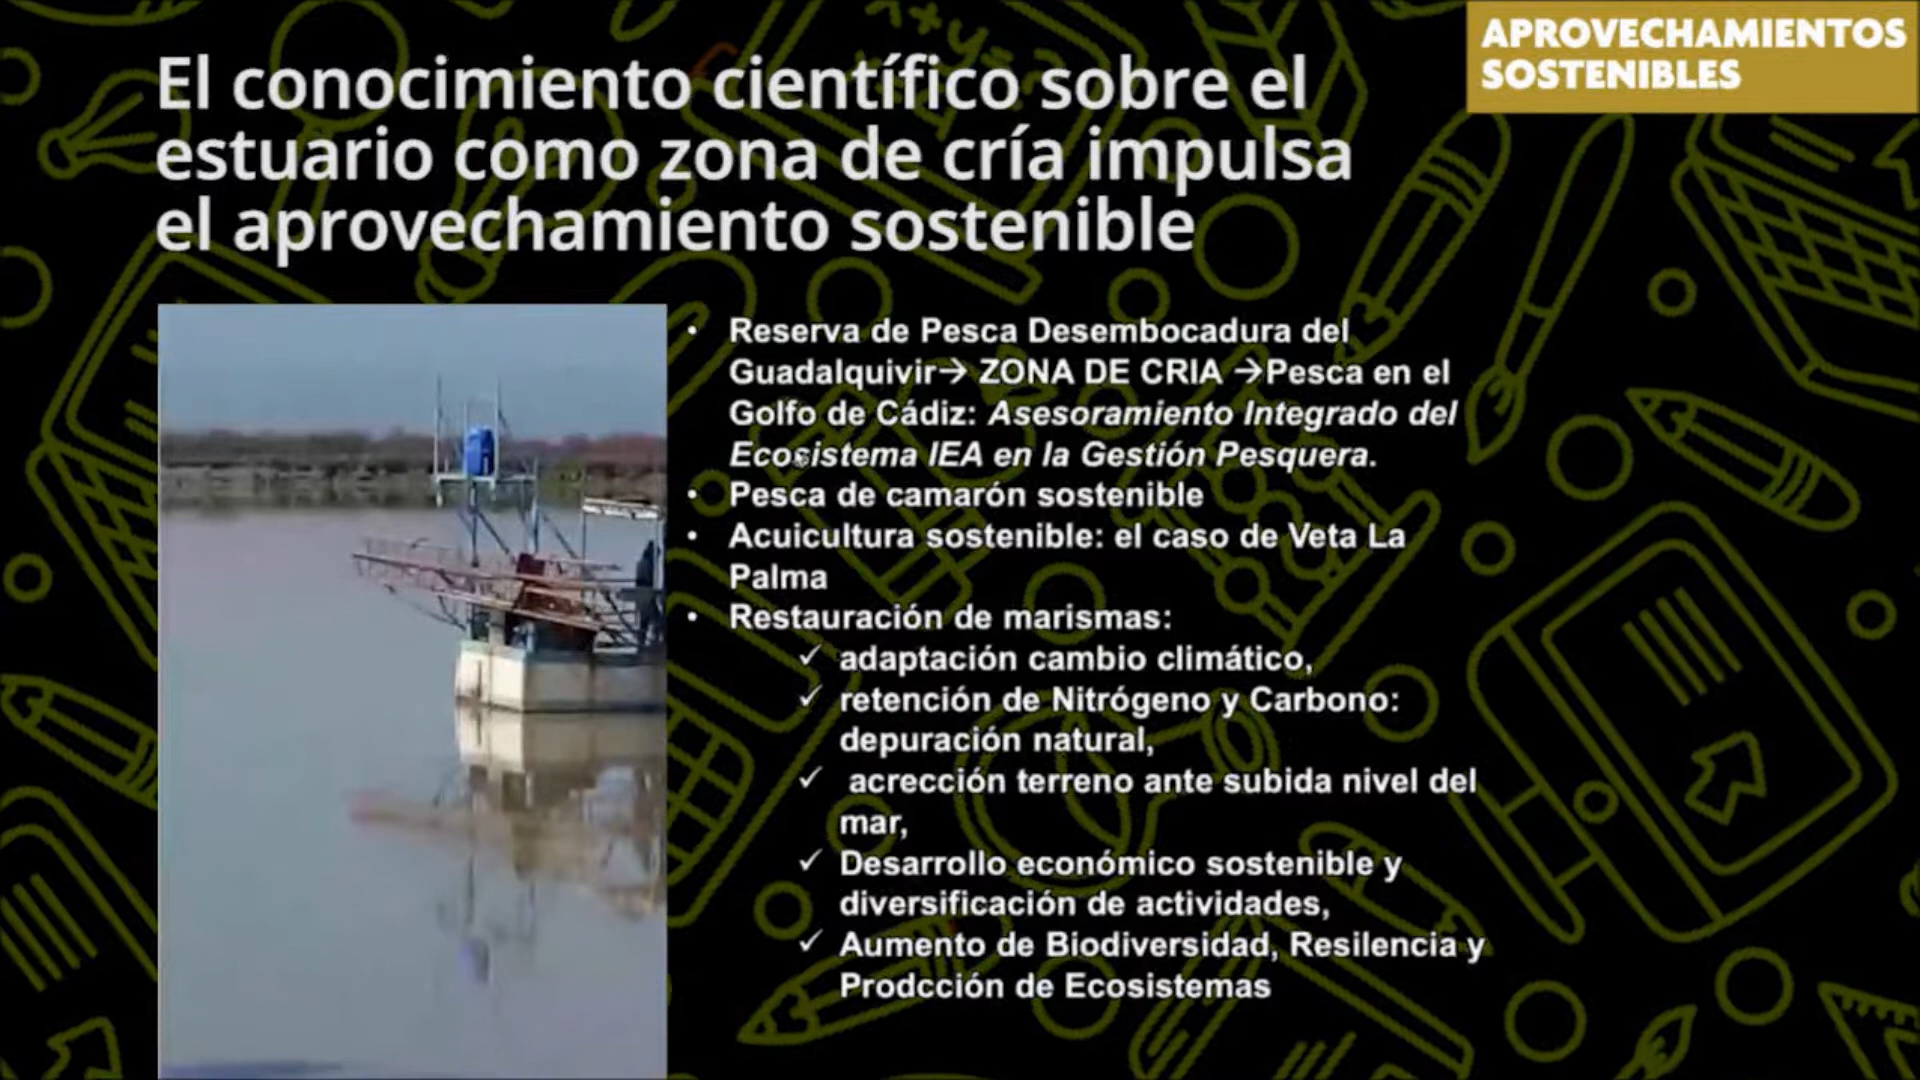 APROVECHAMIENTOS
SOSTENIBLES
El conocimiento científico sobre el
estuario como zona de cría impulsa
el aprovechamiento sostenible
• Reserva de Pesca Desembocadura del
Guadalquivir→ ZONA DE CRIA →Pesca en el
Golfo de Cádiz: Asesoramiento Integrado del
Ecosistema IEA en la Gestión Pesquera.
• Pesca de camarón sostenible
• Acuicultura sostenible: el caso de Veta La
Palma
• Restauración de marismas:
✓ adaptación cambio climático,
✓ retención de Nitrógeno y Carbono:
depuración natural,
✓ acrección terreno ante subida nivel del
mar,
✓ Desarrollo económico sostenible y
diversificación de actividades,
✓ Aumento de Biodiversidad, Resilencia y
Prodcción de Ecosistemas